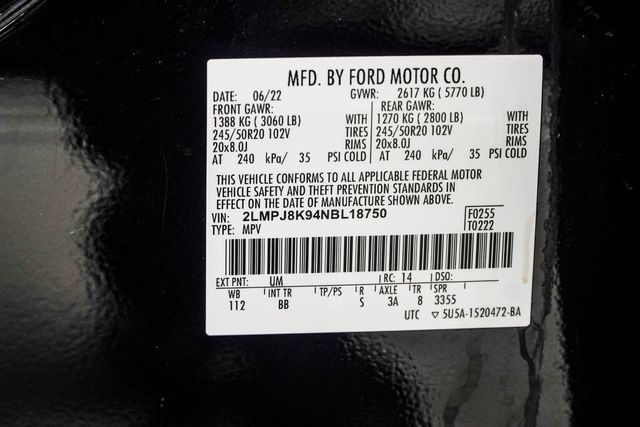 MFD. BY FORD MOTOR CO.
DATE: 06/22 GVWR: 2617 KG ( 5770 LB)
FRONT GAWR: REAR GAWR:
1388 KG ( 3060 LB) WITH 1270 KG ( 2800 LB) WITH
245/50R20 102V TIRES 245/50R20 102V TIRES
20x8.0J RIMS 20x8.0J RIMS
AT 240 kPa/ 35 PSI COLD AT 240 kPa/ 35 PSI COLD
THIS VEHICLE CONFORMS TO ALL APPLICABLE FEDERAL MOTOR
VEHICLE SAFETY AND THEFT PREVENTION STANDARDS IN
EFFECT ON THE DATE OF MANUFACTURE SHOWN ABOVE.
VIN: 2LMPJ8K94NBL18750 F0255
TYPE: MPV T0222
EXT PNT: UM RC: 14 DSO:
WB INT TR TP/PS R AXLE TR SPR
112 BB S 3A 8 3355
UTC ▽ 5U5A-1520472-BA